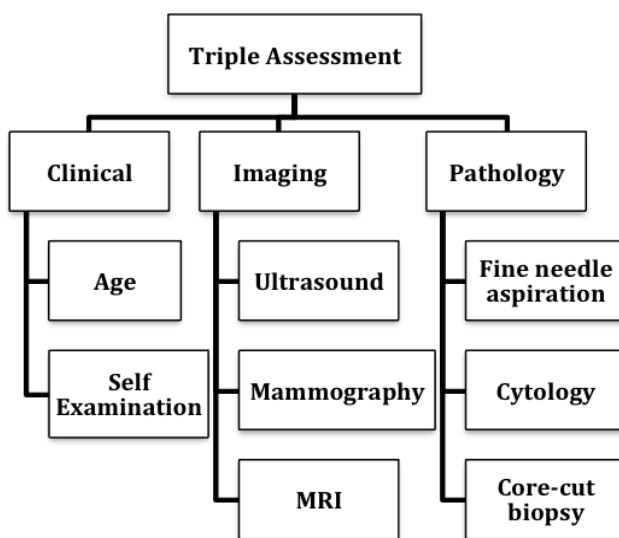 Triple Assessment
Clinical
Imaging
Pathology
Age
Self
Examination
Ultrasound
Mammography
MRI
Fine needle
aspiration
Cytology
Core-cut
biopsy